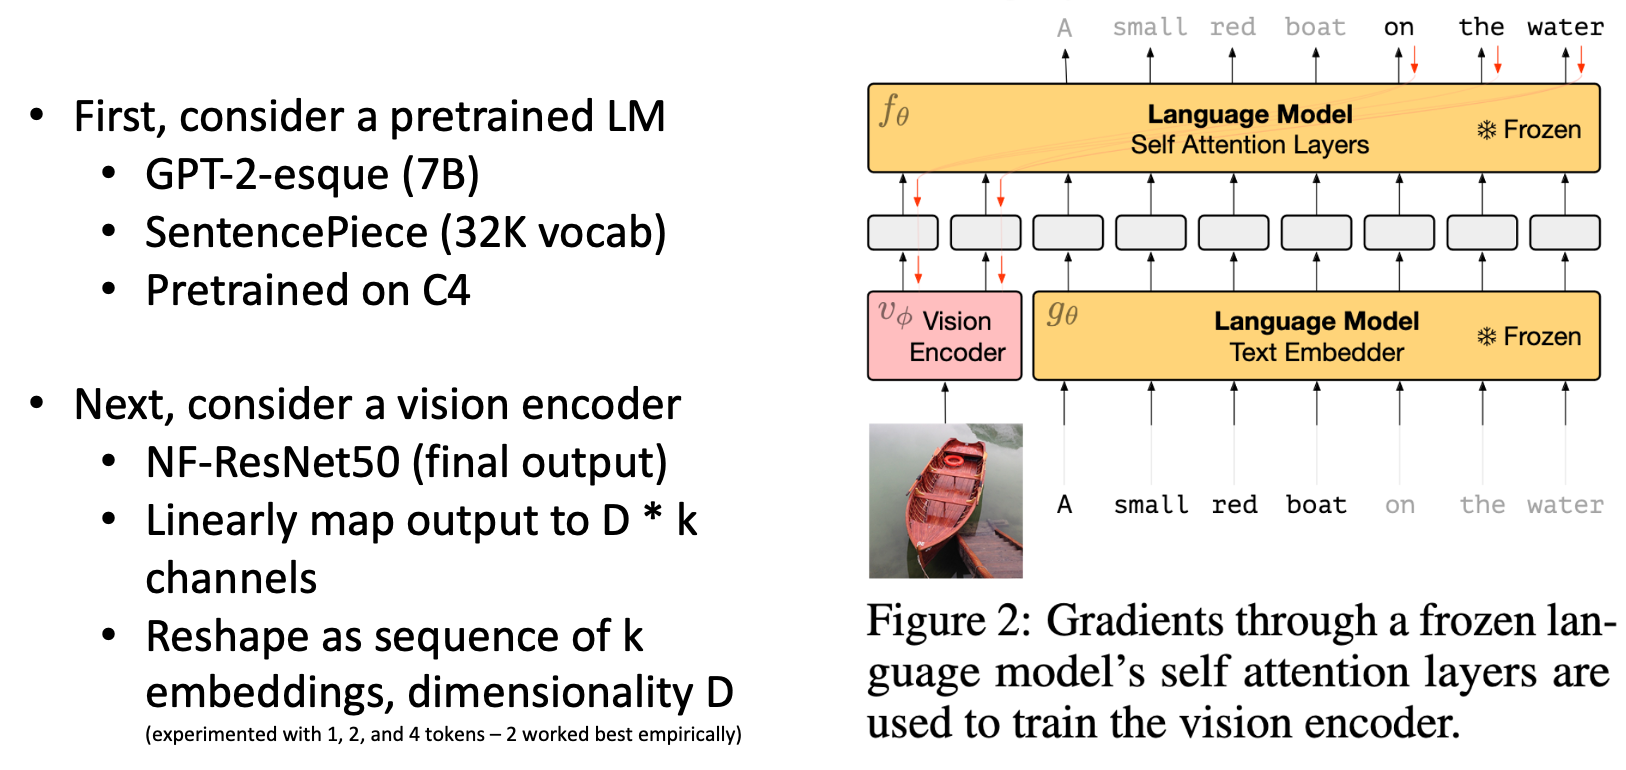 • First, consider a pretrained LM
• GPT-2-esque (7B)
• SentencePiece (32K vocab)
• Pretrained on C4
• Next, consider a vision encoder
• NF-ResNet50 (final output)
• Linearly map output to D * k
channels
• Reshape as sequence of k
embeddings, dimensionality D
(experimented with 1, 2, and 4 tokens – 2 worked best empirically)
A small red boat on the water
fθ Language Model
Self Attention Layers
❄ Frozen
vϕ Vision
Encoder
gθ Language Model
Text Embedder
❄ Frozen
A small red boat on the water
Figure 2: Gradients through a frozen lan-
guage model's self attention layers are
used to train the vision encoder.